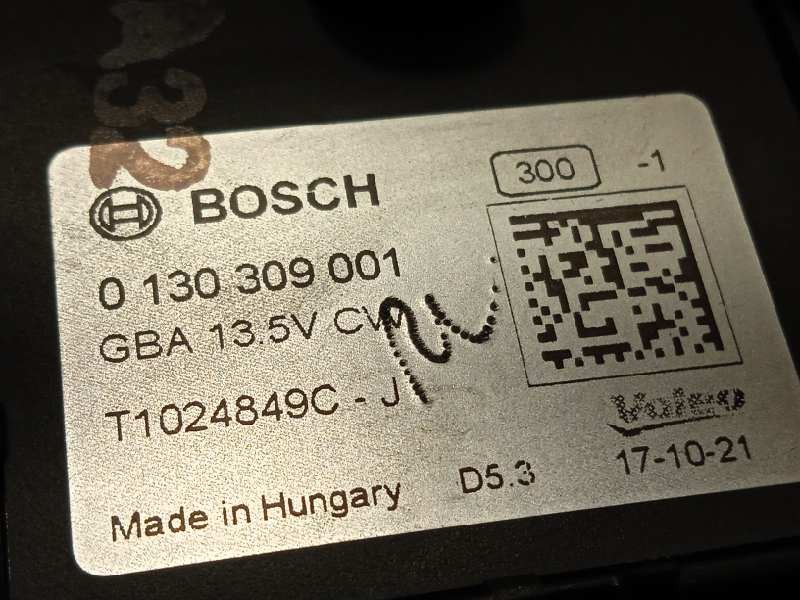 A32
BOSCH
300 -1
0 130 309 001
GBA 13.5V CW
T1024849C - J
Valeo
17-10-21
D5.3
Made in Hungary